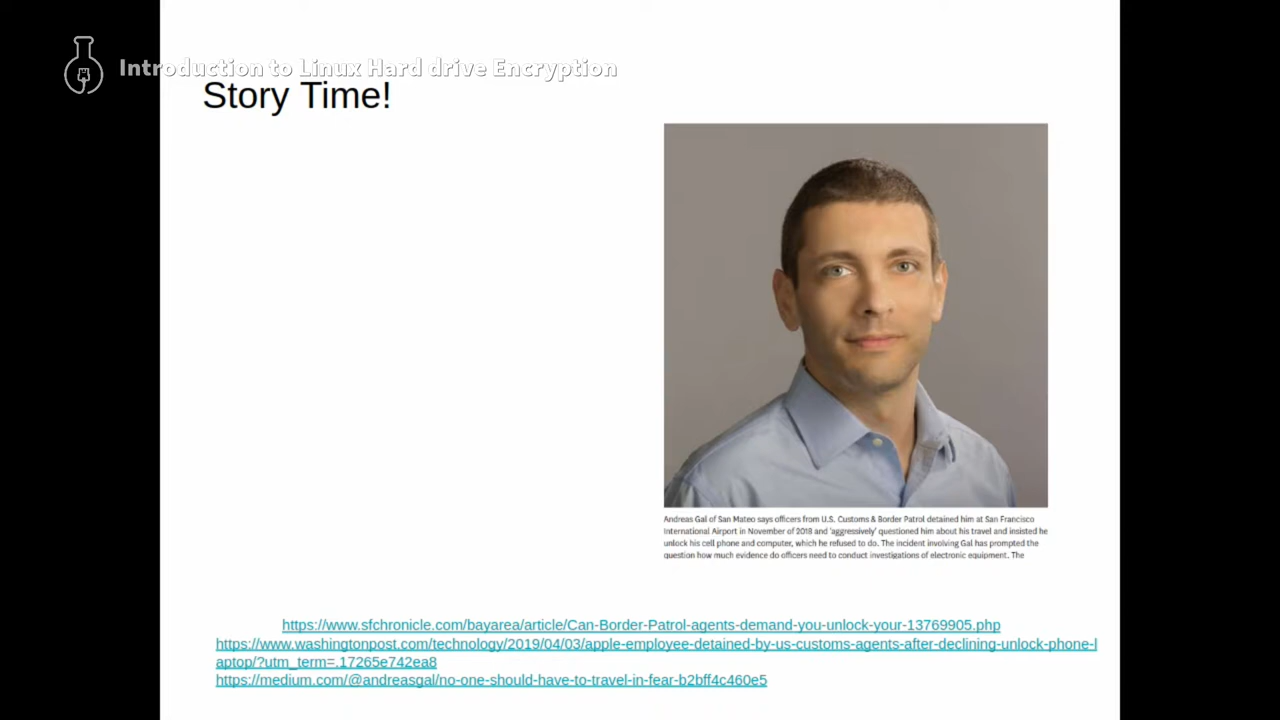 Introduction to Linux Hard drive Encryption
Story Time!
Andreas Gal of San Mateo says officers from U.S. Customs & Border Patrol detained him at San Francisco
International Airport in November of 2018 and 'aggressively' questioned him about his travel and insisted he
unlock his cell phone and computer, which he refused to do. The incident involving Gal has prompted the
question how much evidence do officers need to conduct investigations of electronic equipment. The
https://www.sfchronicle.com/bayarea/article/Can-Border-Patrol-agents-demand-you-unlock-your-13769905.php
https://www.washingtonpost.com/technology/2019/04/03/apple-employee-detained-by-us-customs-agents-after-declining-unlock-phone-l
aptop/?utm_term=.17265e742ea8
https://medium.com/@andreasgal/no-one-should-have-to-travel-in-fear-b2bff4c460e5